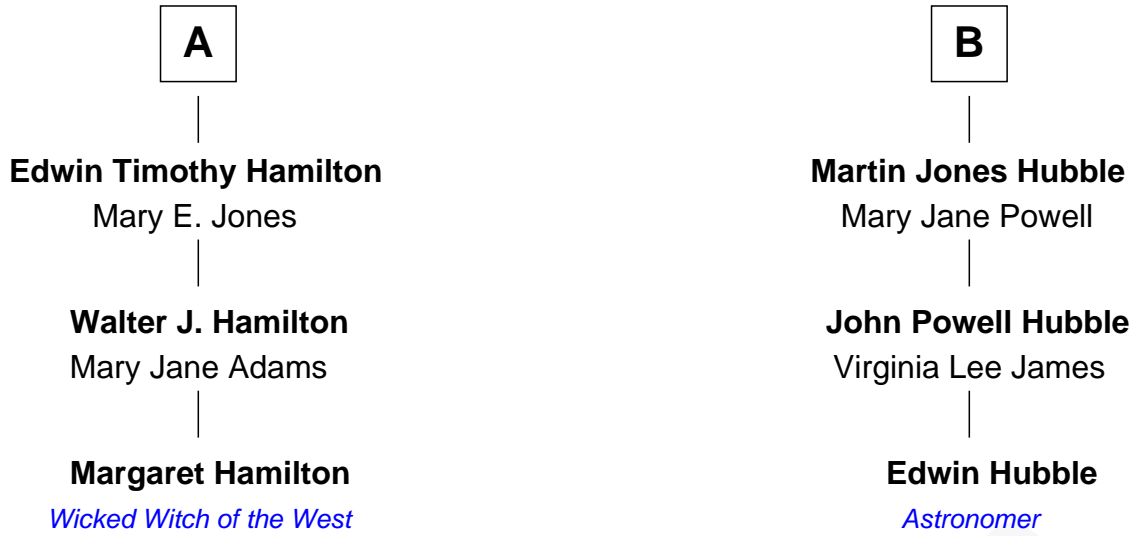 A
Edwin Timothy Hamilton
Mary E. Jones
Walter J. Hamilton
Mary Jane Adams
Margaret Hamilton
Wicked Witch of the West
B
Martin Jones Hubble
Mary Jane Powell
John Powell Hubble
Virginia Lee James
Edwin Hubble
Astronomer